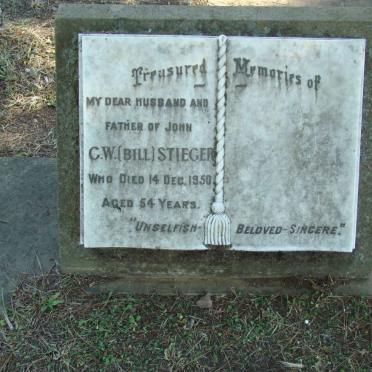 Treasured Memories of
MY DEAR HUSBAND AND
FATHER OF JOHN
C.W.(BILL) STIEGER
WHO DIED 14 DEC. 1950.
AGED 54 YEARS.
"UNSELFISH-BELOVED-SINCERE."